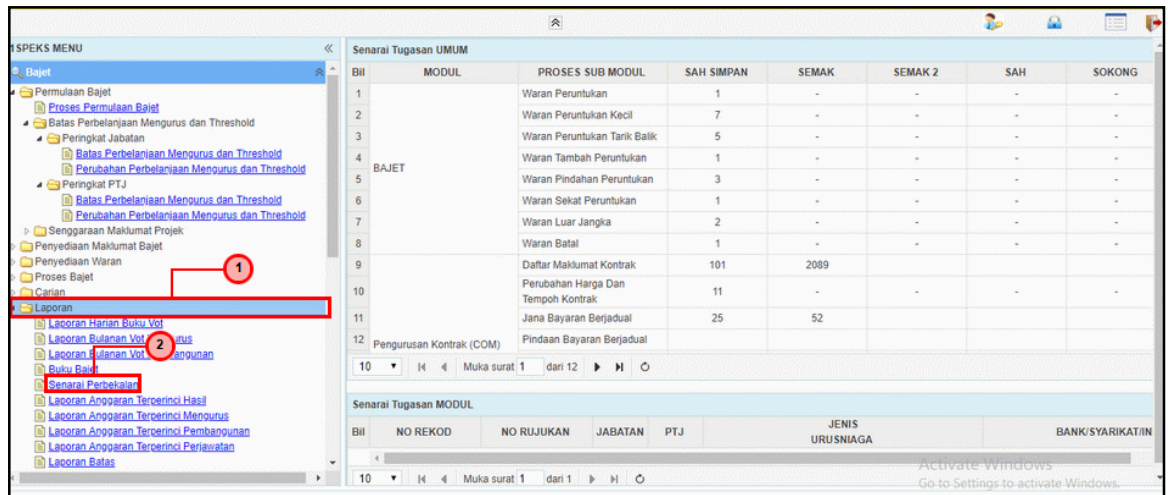 1SPEKS MENU
Bajet
Permulaan Bajet
Proses Permulaan Bajet
Batas Perbelanjaan Mengurus dan Threshold
Peringkat Jabatan
Batas Perbelanjaan Mengurus dan Threshold
Perubahan Perbelanjaan Mengurus dan Threshold
Peringkat PTJ
Batas Perbelanjaan Mengurus dan Threshold
Perubahan Perbelanjaan Mengurus dan Threshold
Senggaraan Maklumat Projek
Penyediaan Maklumat Bajet
Penyediaan Waran
Proses Bajet
Carian
Laporan
Laporan Harian Buku Vot
Laporan Bulanan Vot
Laporan Bulanan Vot
Buku Bajet
Senarai Perbekalan
Laporan Anggaran Terperinci Hasil
Laporan Anggaran Terperinci Mengurus
Laporan Anggaran Terperinci Pembangunan
Laporan Anggaran Terperinci Perjawatan
Laporan Batas
1
2
Senarai Tugasan UMUM
Bil MODUL PROSES SUB MODUL SAH SIMPAN SEMAK SEMAK 2 SAH SOKONG
1 Waran Peruntukan 1 - - - -
2 Waran Peruntukan Kecil 7 - - - -
3 Waran Peruntukan Tarik Balik 5 - - - -
4 Waran Tambah Peruntukan 1 - - - -
BAJET
5 Waran Pindahan Peruntukan 3 - - - -
6 Waran Sekat Peruntukan 1 - - - -
7 Waran Luar Jangka 2 - - - -
8 Waran Batal 1 - - - -
9 Daftar Maklumat Kontrak 101 2089
10 Perubahan Harga Dan
Tempoh Kontrak 11 - - - -
11 Jana Bayaran Berjadual 25 52
12 Pengurusan Kontrak (COM) Pindaan Bayaran Berjadual
10 Muka surat 1 dari 12
Senarai Tugasan MODUL
Bil NO REKOD NO RUJUKAN JABATAN PTJ JENIS
URUSNIAGA BANK/SYARIKAT/IN
10 Muka surat 1 dari 1
Activate Windows
Go to Settings to activate Windows.